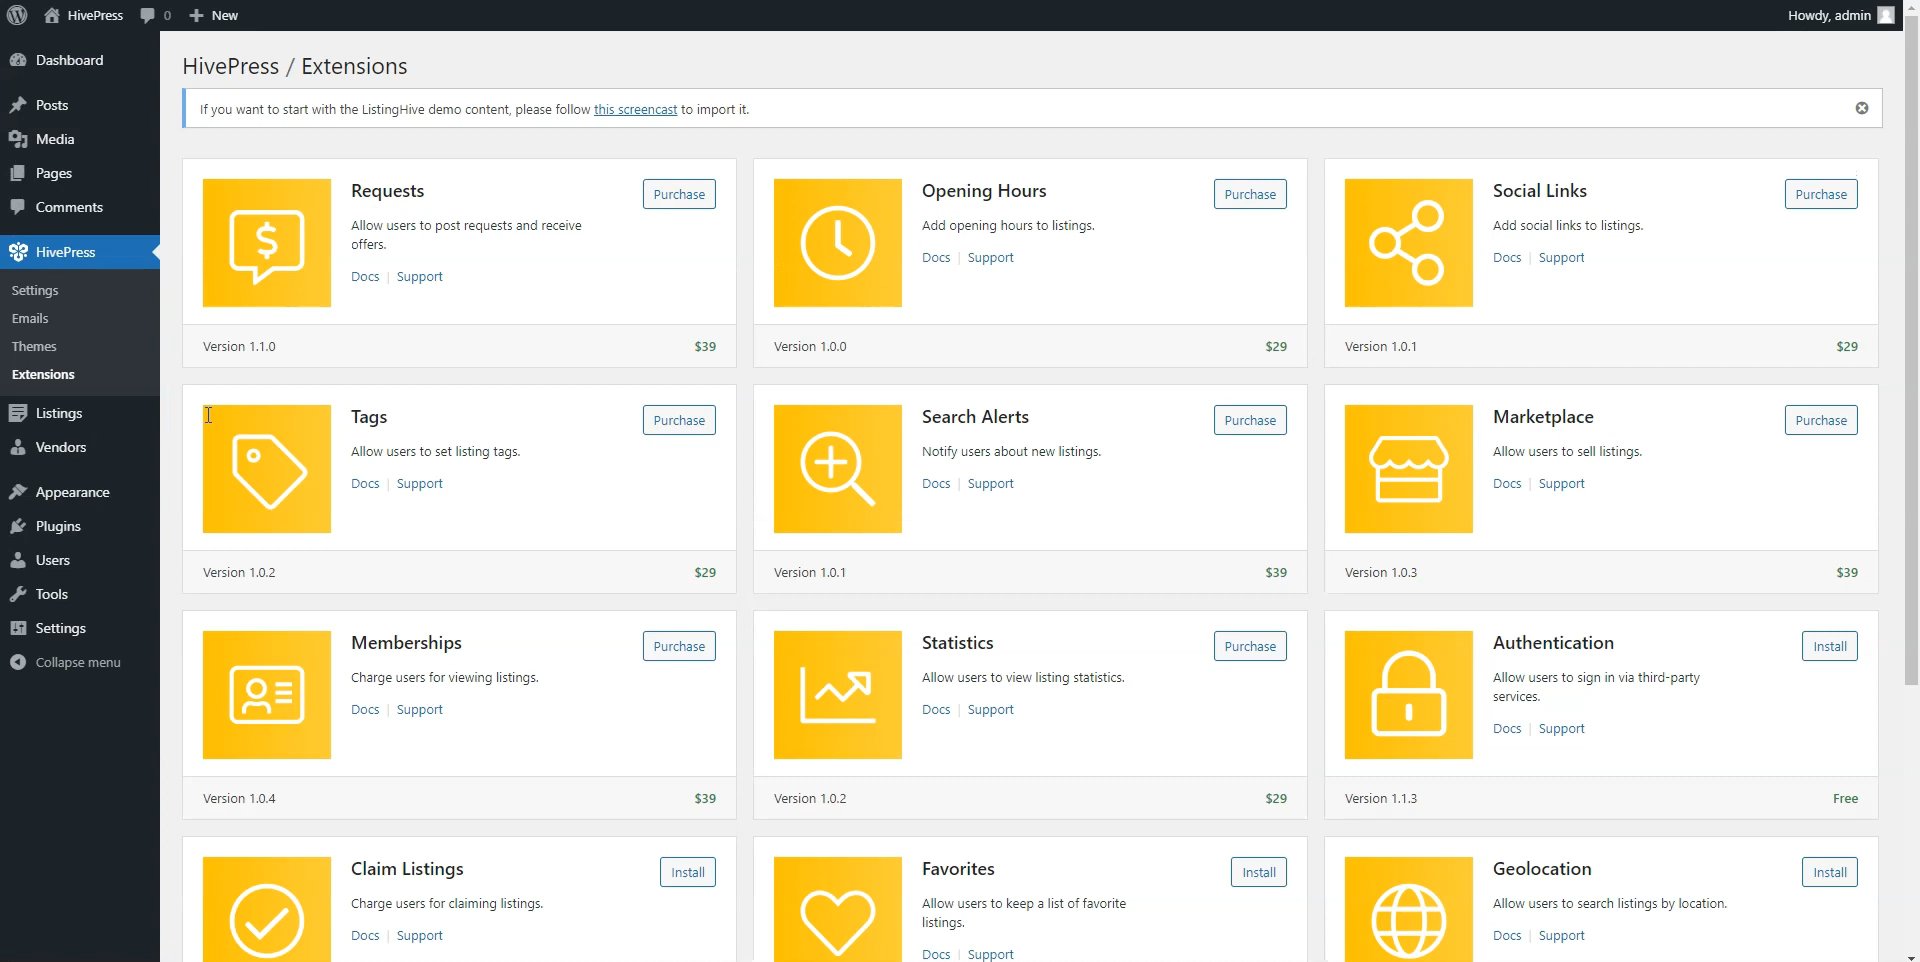 HivePress 0 New Howdy, admin
Dashboard
Posts
Media
Pages
Comments
HivePress
Settings
Emails
Themes
Extensions
Listings
Vendors
Appearance
Plugins
Users
Tools
Settings
Collapse menu
HivePress / Extensions
If you want to start with the ListingHive demo content, please follow this screencast to import it.
Requests
Purchase
Allow users to post requests and receive
offers.
Docs | Support
Version 1.1.0 $39
Opening Hours
Purchase
Add opening hours to listings.
Docs | Support
Version 1.0.0 $29
Social Links
Purchase
Add social links to listings.
Docs | Support
Version 1.0.1 $29
Tags
Purchase
Allow users to set listing tags.
Docs | Support
Version 1.0.2 $29
Search Alerts
Purchase
Notify users about new listings.
Docs | Support
Version 1.0.1 $39
Marketplace
Purchase
Allow users to sell listings.
Docs | Support
Version 1.0.3 $39
Memberships
Purchase
Charge users for viewing listings.
Docs | Support
Version 1.0.4 $39
Statistics
Purchase
Allow users to view listing statistics.
Docs | Support
Version 1.0.2 $29
Authentication
Install
Allow users to sign in via third-party
services.
Docs | Support
Version 1.1.3 Free
Claim Listings
Install
Charge users for claiming listings.
Docs | Support
Favorites
Install
Allow users to keep a list of favorite
listings.
Docs | Support
Geolocation
Install
Allow users to search listings by location.
Docs | Support